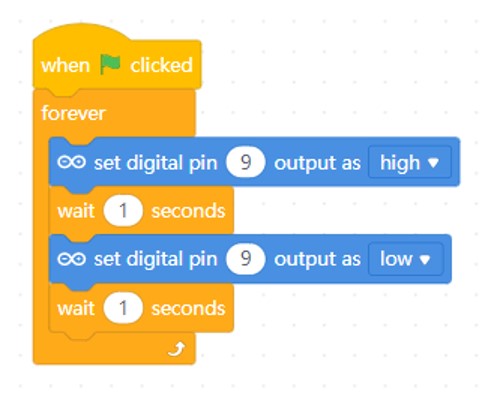 when clicked
forever
set digital pin 9 output as high
wait 1 seconds
set digital pin 9 output as low
wait 1 seconds